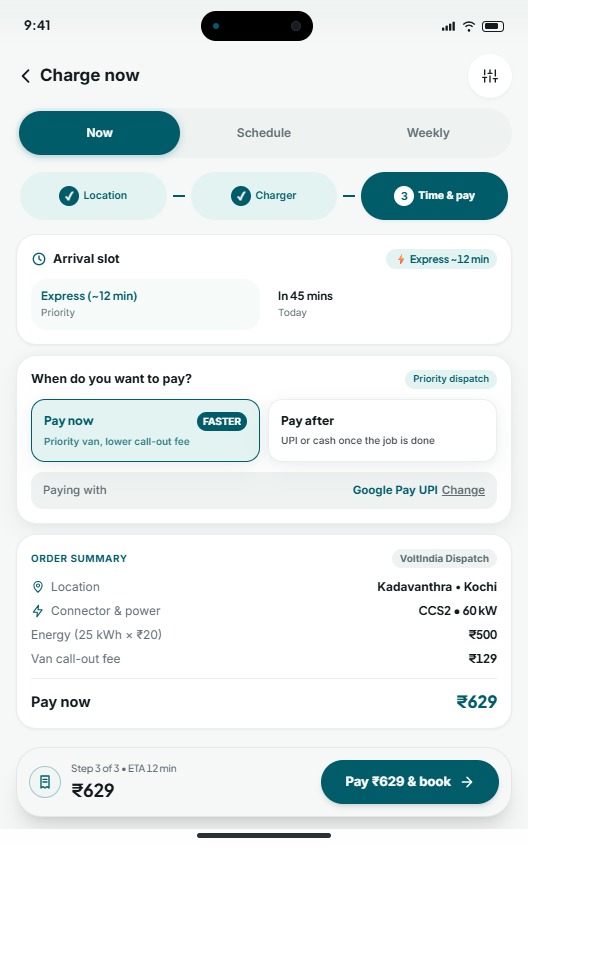 9:41
Charge now
Now
Schedule
Weekly
Location
Charger
3 Time & pay
Arrival slot
Express ~12 min
Express (~12 min)
Priority
In 45 mins
Today
When do you want to pay?
Priority dispatch
Pay now
FASTER
Priority van, lower call-out fee
Pay after
UPI or cash once the job is done
Paying with
Google Pay UPI Change
ORDER SUMMARY
VoltIndia Dispatch
Location
Kadavanthra • Kochi
Connector & power
CCS2 • 60 kW
Energy (25 kWh × ₹20)
₹500
Van call-out fee
₹129
Pay now
₹629
Step 3 of 3 • ETA 12 min
₹629
Pay ₹629 & book →